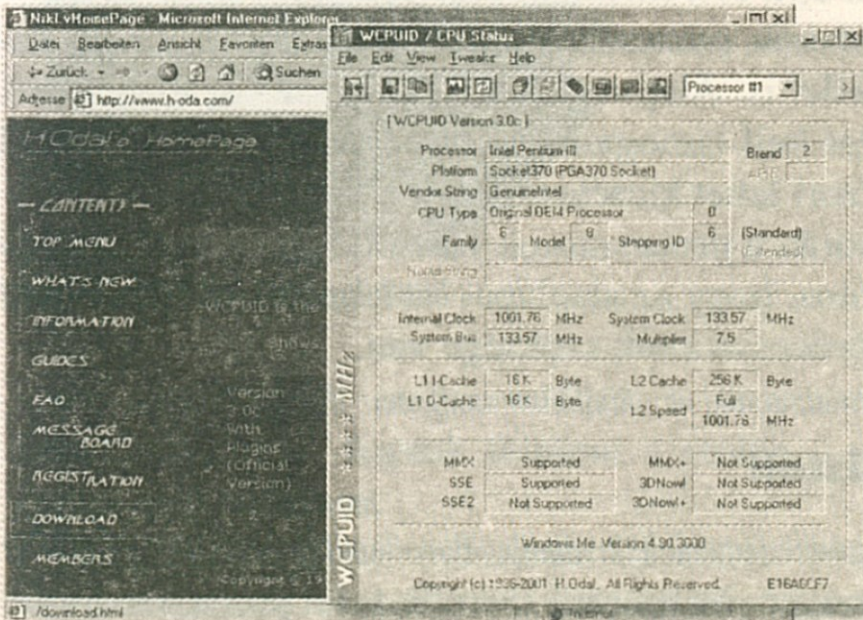 NikI vHomePage - Microsoft Internet Explorer
Datei Bearbeiten Ansicht Favoriten Extras
Zurück Suchen
Adresse http://www.h-oda.com/
H.Oda!'s HomePage
- CONTENTS -
TOP MENU
WHAT'S NEW
INFORMATION
GUIDES
FAQ
MESSAGE
BOARD
REGISTRATION
DOWNLOAD
MEMBERS
WCPUID is the
shows
Version
3.0c
With
Plugins
(Official
Version)
Copyright © 19
/download.html
WCPUID / CPU Status
File Edit View Tweaks Help
Processor #1
[ WCPUID Version 3.0c ]
Processor Intel Pentium III Brand 2
Platform Socket370 (PGA370 Socket)
Vendor String GenuineIntel
CPU Type Original OEM Processor 0
Family 6 Model 8 Stepping ID 6 (Standard)
(Extended)
Name String
Internal Clock 1001.76 MHz System Clock 133.57 MHz
System Bus 133.57 MHz Multiplier 7.5
L1 I-Cache 16 K Byte L2 Cache 256 K Byte
L1 D-Cache 16 K Byte L2 Speed Full
1001.76 MHz
MMX Supported MMX+ Not Supported
SSE Supported 3DNow! Not Supported
SSE2 Not Supported 3DNow!+ Not Supported
Windows Me Version 4.90.3000
Copyright (c) 1996-2001 H.Oda!. All Rights Reserved.
WCPUID #### MHz
Internet